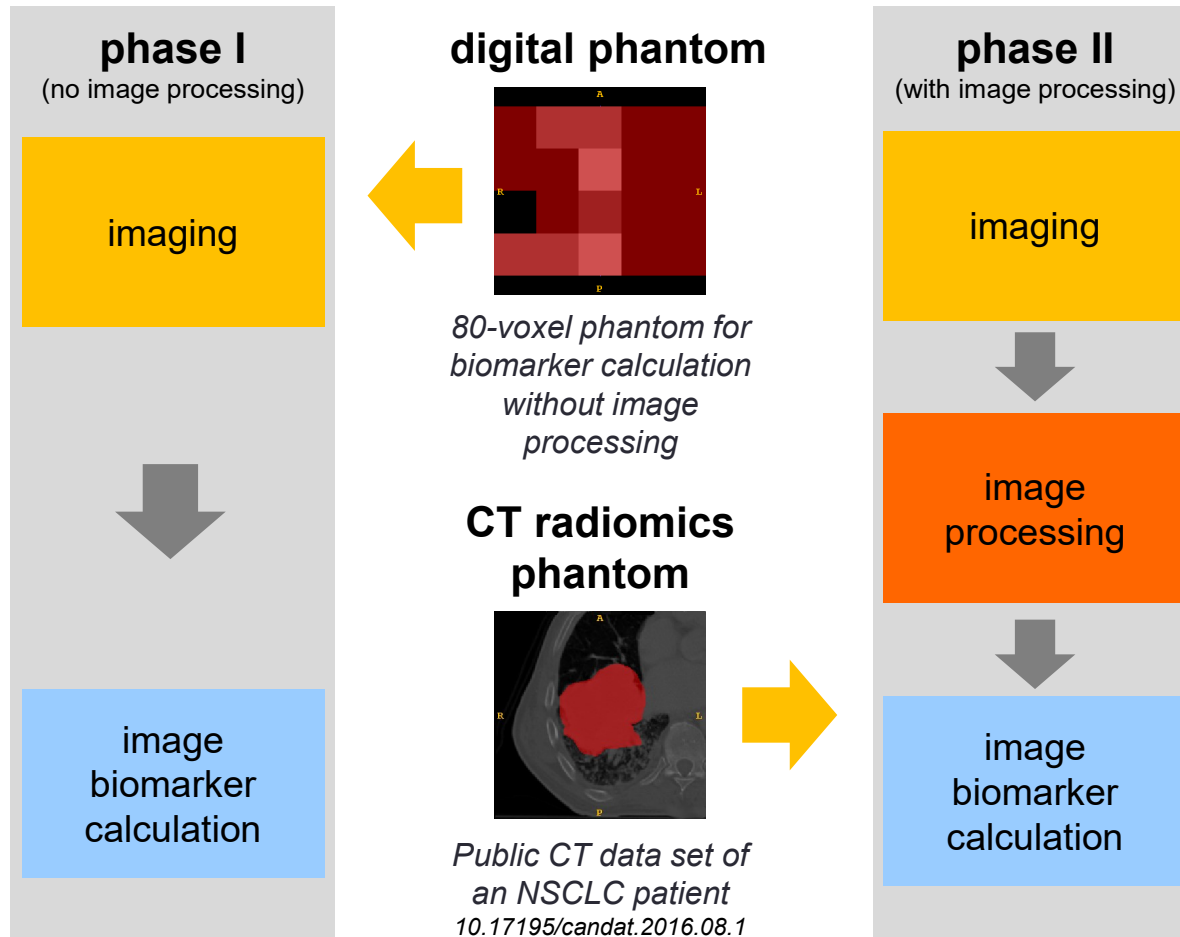 phase I
(no image processing)
imaging
image
biomarker
calculation
digital phantom
A
R
L
P
80-voxel phantom for
biomarker calculation
without image
processing
CT radiomics
phantom
A
R
L
P
Public CT data set of
an NSCLC patient
10.17195/candat.2016.08.1
phase II
(with image processing)
imaging
image
processing
image
biomarker
calculation